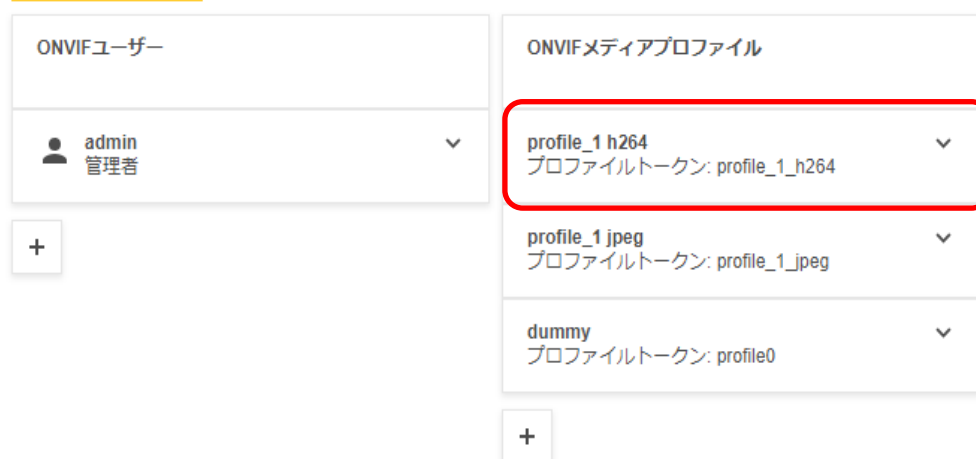 ONVIFユーザー
admin
管理者
+
ONVIFメディアプロファイル
profile_1 h264
プロファイルトークン: profile_1_h264
profile_1 jpeg
プロファイルトークン: profile_1_jpeg
dummy
プロファイルトークン: profile0
+